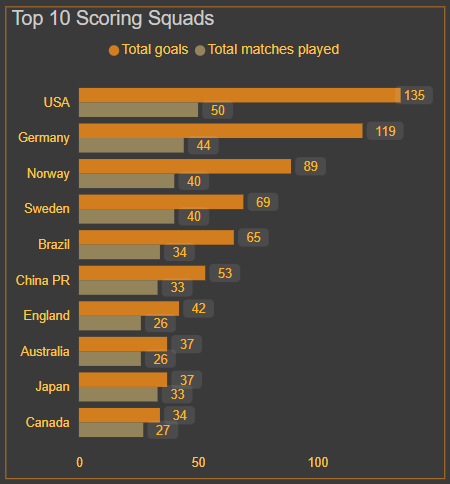 Top 10 Scoring Squads
Total goals Total matches played
USA 135
50
Germany 119
44
Norway 89
40
Sweden 69
40
Brazil 65
34
China PR 53
33
England 42
26
Australia 37
26
Japan 37
33
Canada 34
27
0 50 100